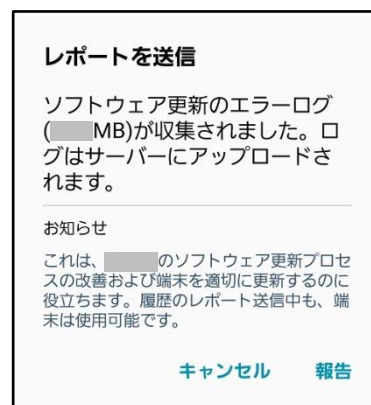 レポートを送信
ソフトウェア更新のエラーログ
( MB)が収集されました。ロ
グはサーバーにアップロードさ
れます。
お知らせ
これは、 のソフトウェア更新プロセ
スの改善および端末を適切に更新するのに
役立ちます。履歴のレポート送信中も、端
末は使用可能です。
キャンセル 報告